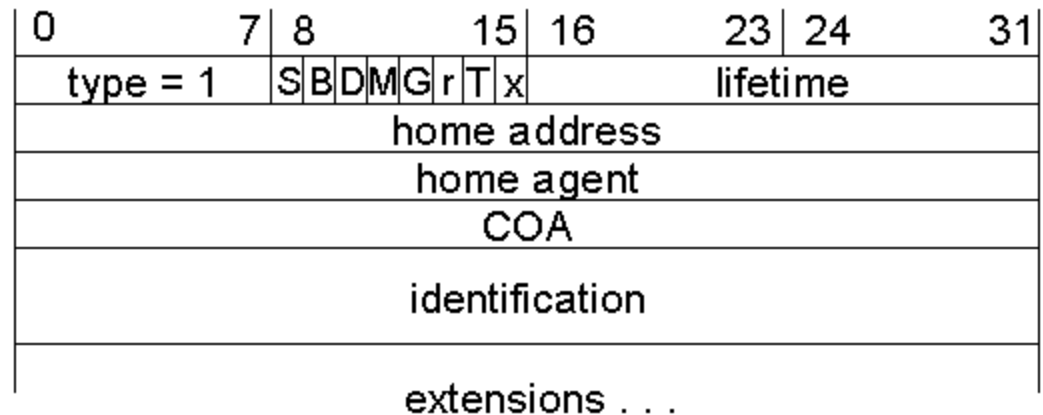 0 7 8 15 16 23 24 31
type = 1 S B D M G r T x lifetime
home address
home agent
COA
identification
extensions . . .